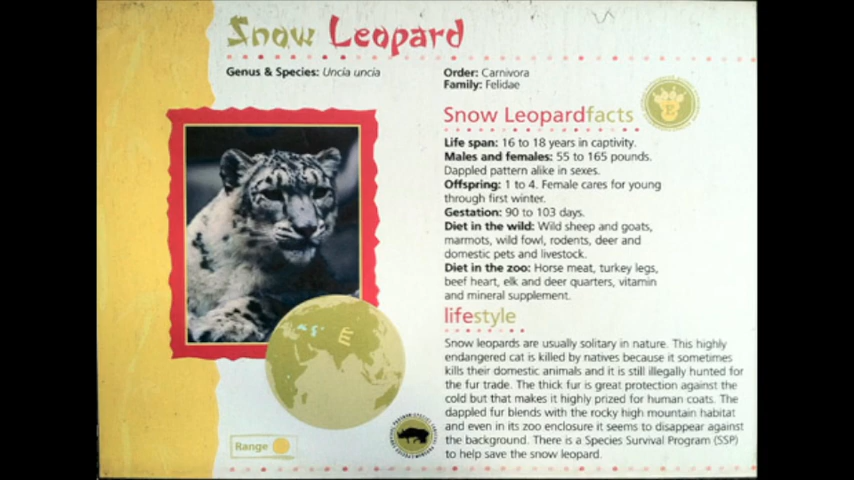 Snow Leopard
Genus & Species: Uncia uncia
Order: Carnivora
Family: Felidae
Snow Leopardfacts
Life span: 16 to 18 years in captivity.
Males and females: 55 to 165 pounds.
Dappled pattern alike in sexes.
Offspring: 1 to 4. Female cares for young
through first winter.
Gestation: 90 to 103 days.
Diet in the wild: Wild sheep and goats,
marmots, wild fowl, rodents, deer and
domestic pets and livestock.
Diet in the zoo: Horse meat, turkey legs,
beef heart, elk and deer quarters, vitamin
and mineral supplement.
lifestyle
Snow leopards are usually solitary in nature. This highly
endangered cat is killed by natives because it sometimes
kills their domestic animals and it is still illegally hunted for
the fur trade. The thick fur is great protection against the
cold but that makes it highly prized for human coats. The
dappled fur blends with the rocky high mountain habitat
and even in its zoo enclosure it seems to disappear against
the background. There is a Species Survival Program (SSP)
to help save the snow leopard.
Range